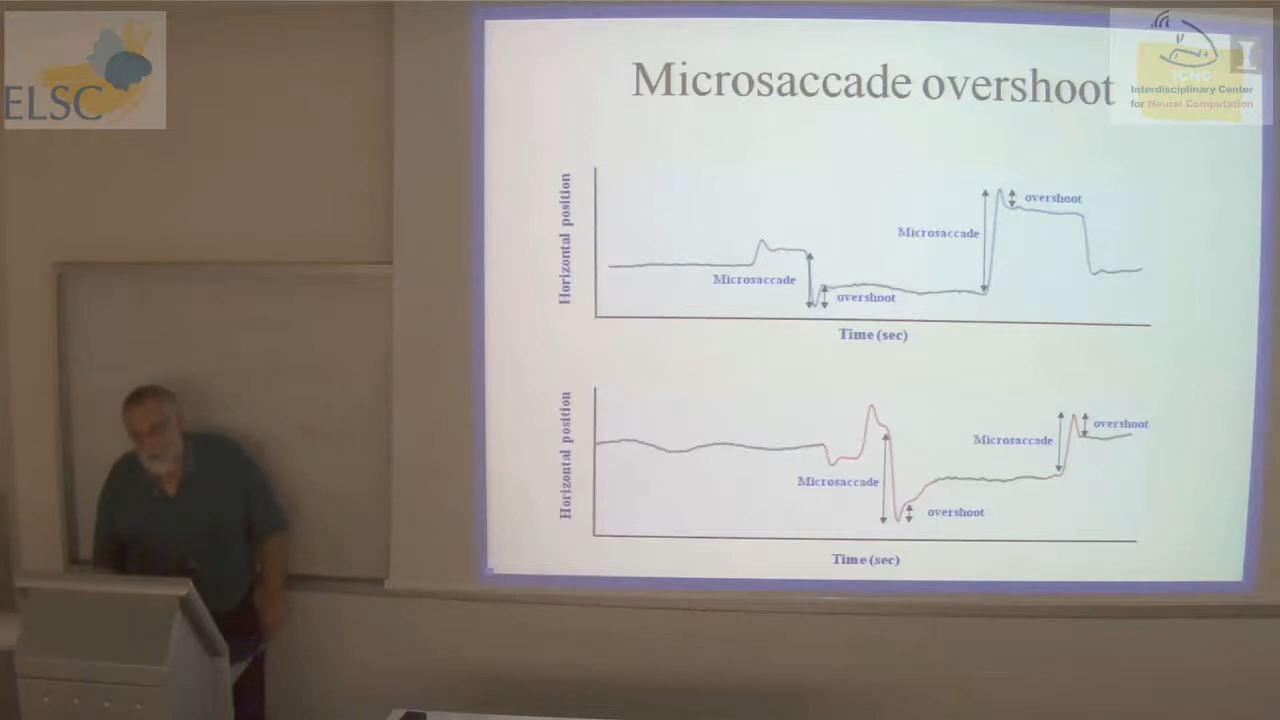 ELSC
Microsaccade overshoot
ICNC
Interdisciplinary Center
for Neural Computation
Horizontal position
overshoot
Microsaccade
Microsaccade
overshoot
Time (sec)
Horizontal position
overshoot
Microsaccade
Microsaccade
overshoot
Time (sec)